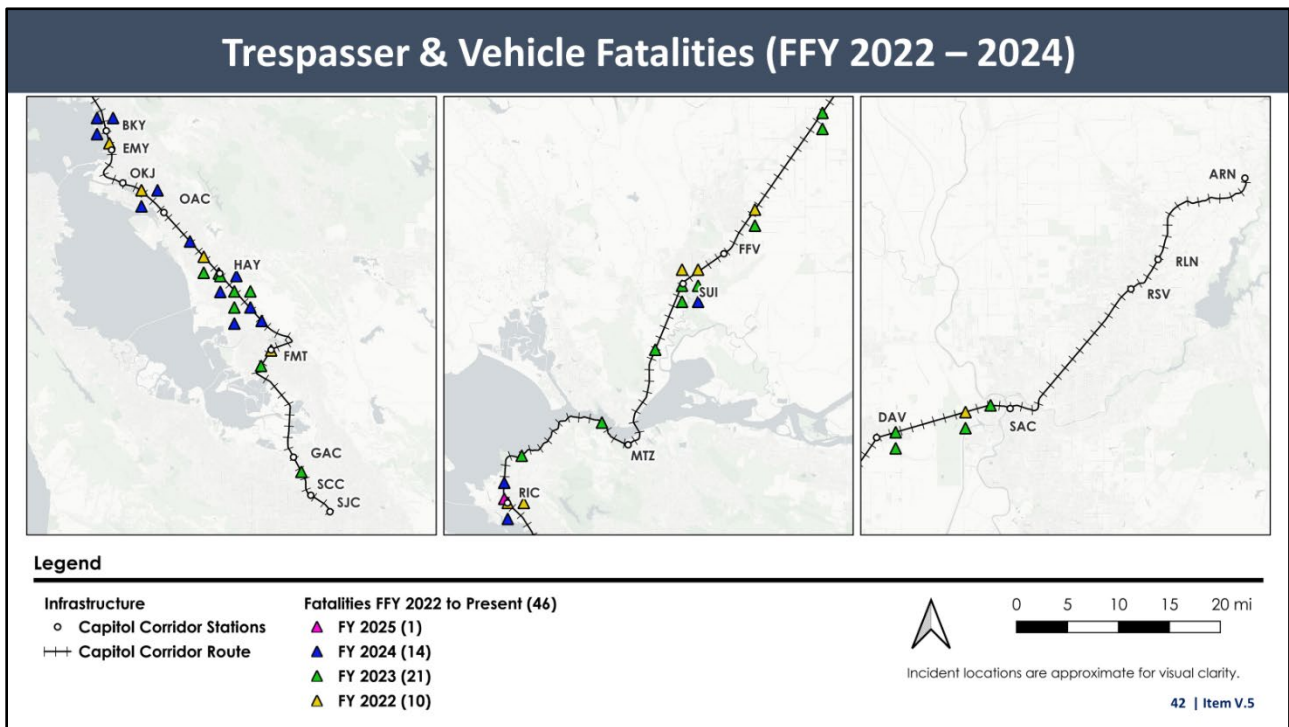 Trespasser & Vehicle Fatalities (FFY 2022 – 2024)
BKY
EMY
OKJ
OAC
HAY
FMT
GAC
SCC
SJC
FFV
SUI
MTZ
RIC
ARN
RLN
RSV
SAC
DAV
Legend
Infrastructure
Capitol Corridor Stations
Capitol Corridor Route
Fatalities FFY 2022 to Present (46)
FY 2025 (1)
FY 2024 (14)
FY 2023 (21)
FY 2022 (10)
0 5 10 15 20 mi
Incident locations are approximate for visual clarity.
42 | Item V.5